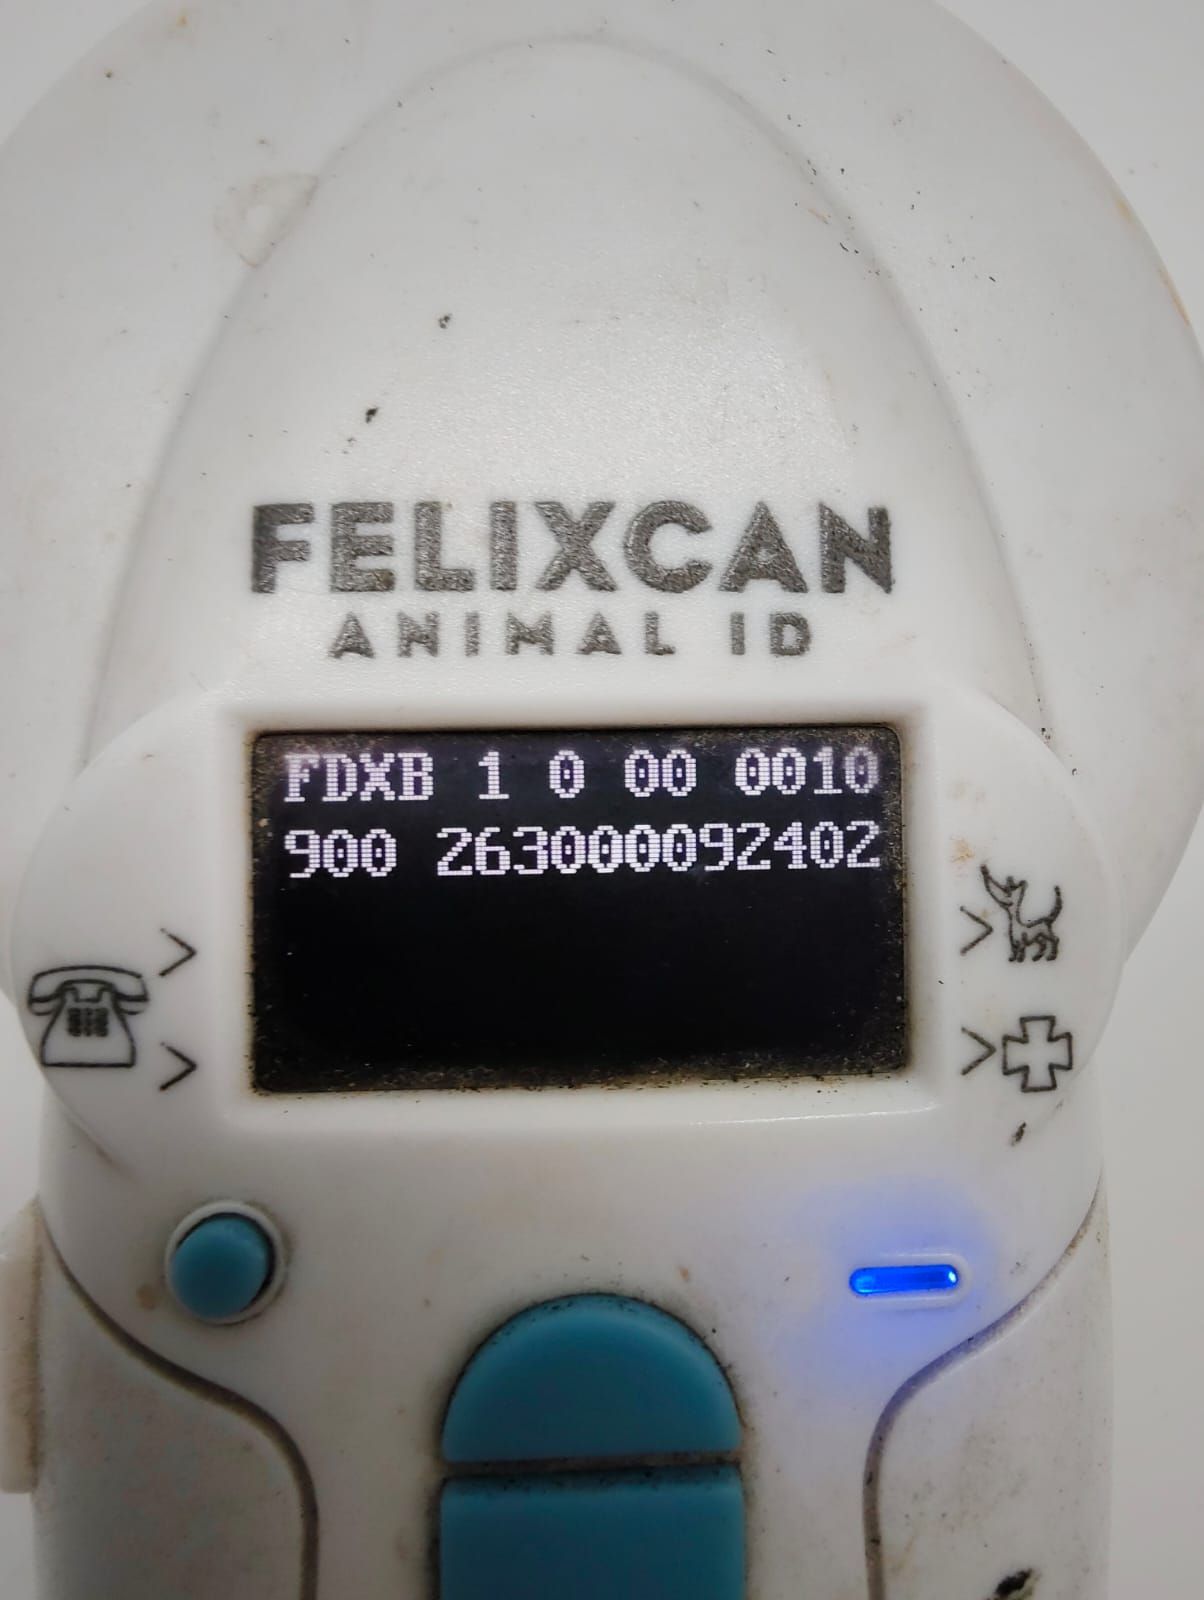 FELIXCAN
ANIMAL ID
FDXB 1 0 00 0010
900 263000092402